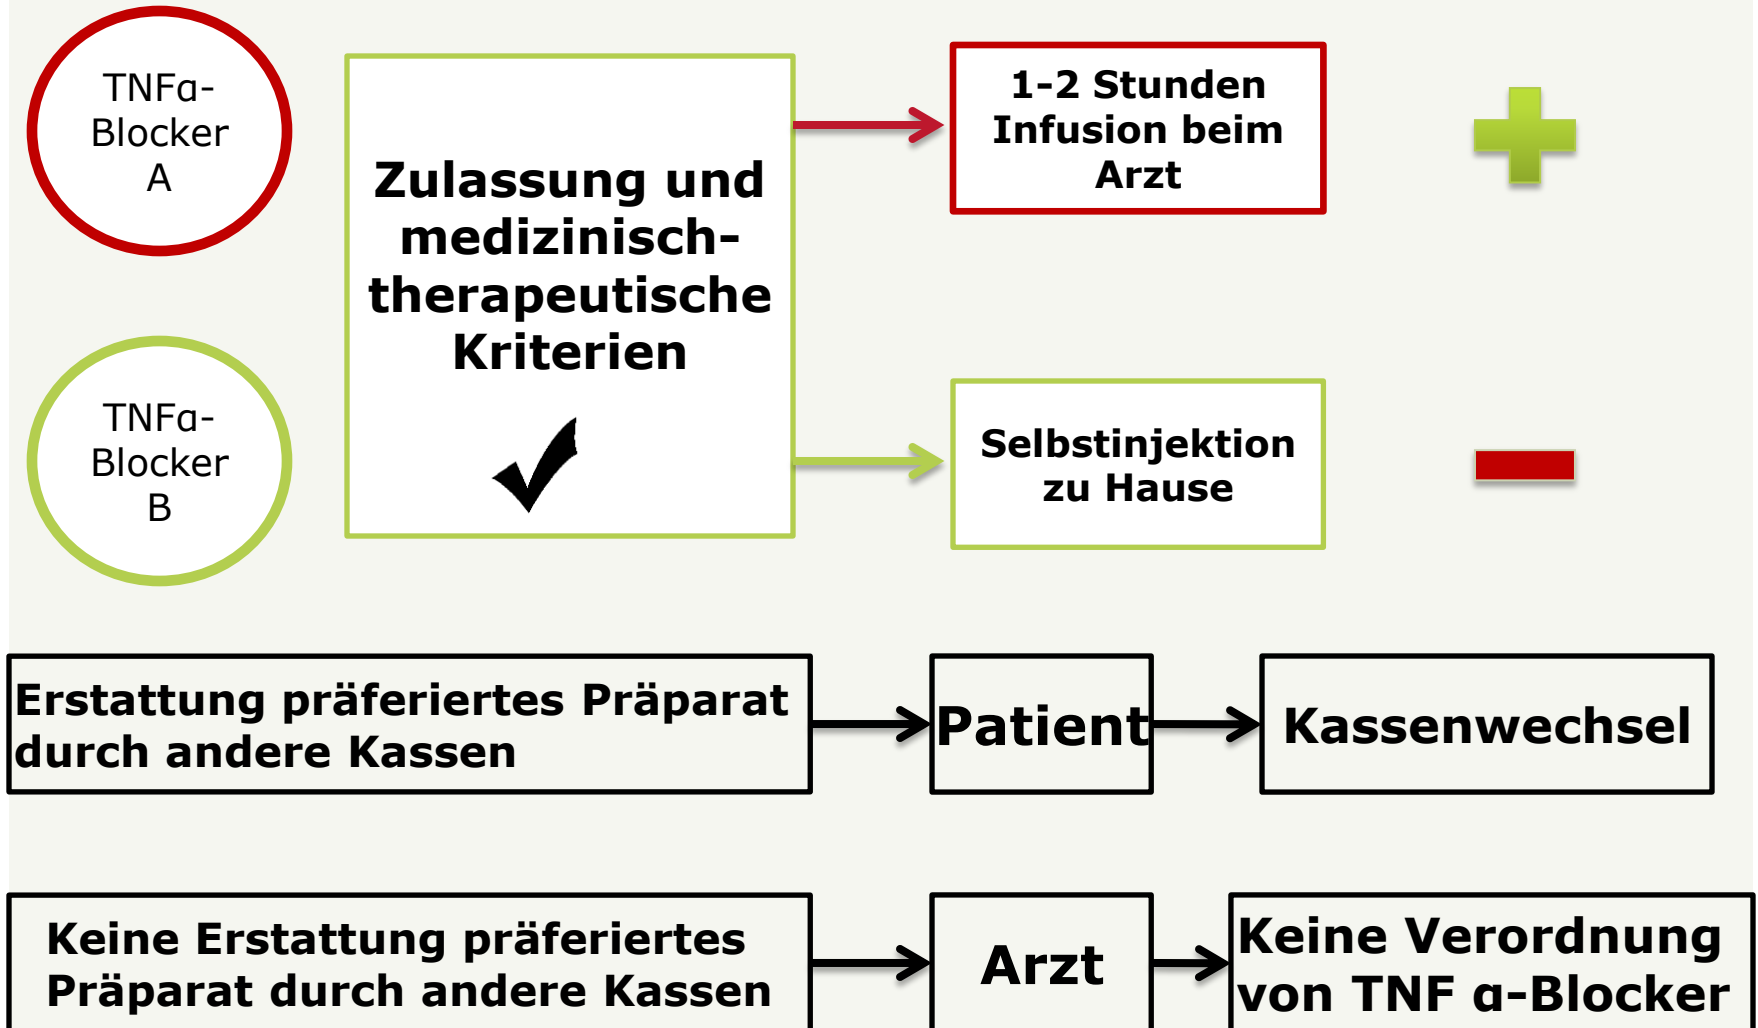 TNFα-
Blocker
A
Zulassung und
medizinisch-
therapeutische
Kriterien
1-2 Stunden
Infusion beim
Arzt
TNFα-
Blocker
B
Selbstinjektion
zu Hause
Erstattung präferiertes Präparat
durch andere Kassen
Patient
Kassenwechsel
Keine Erstattung präferiertes
Präparat durch andere Kassen
Arzt
Keine Verordnung
von TNF α-Blocker